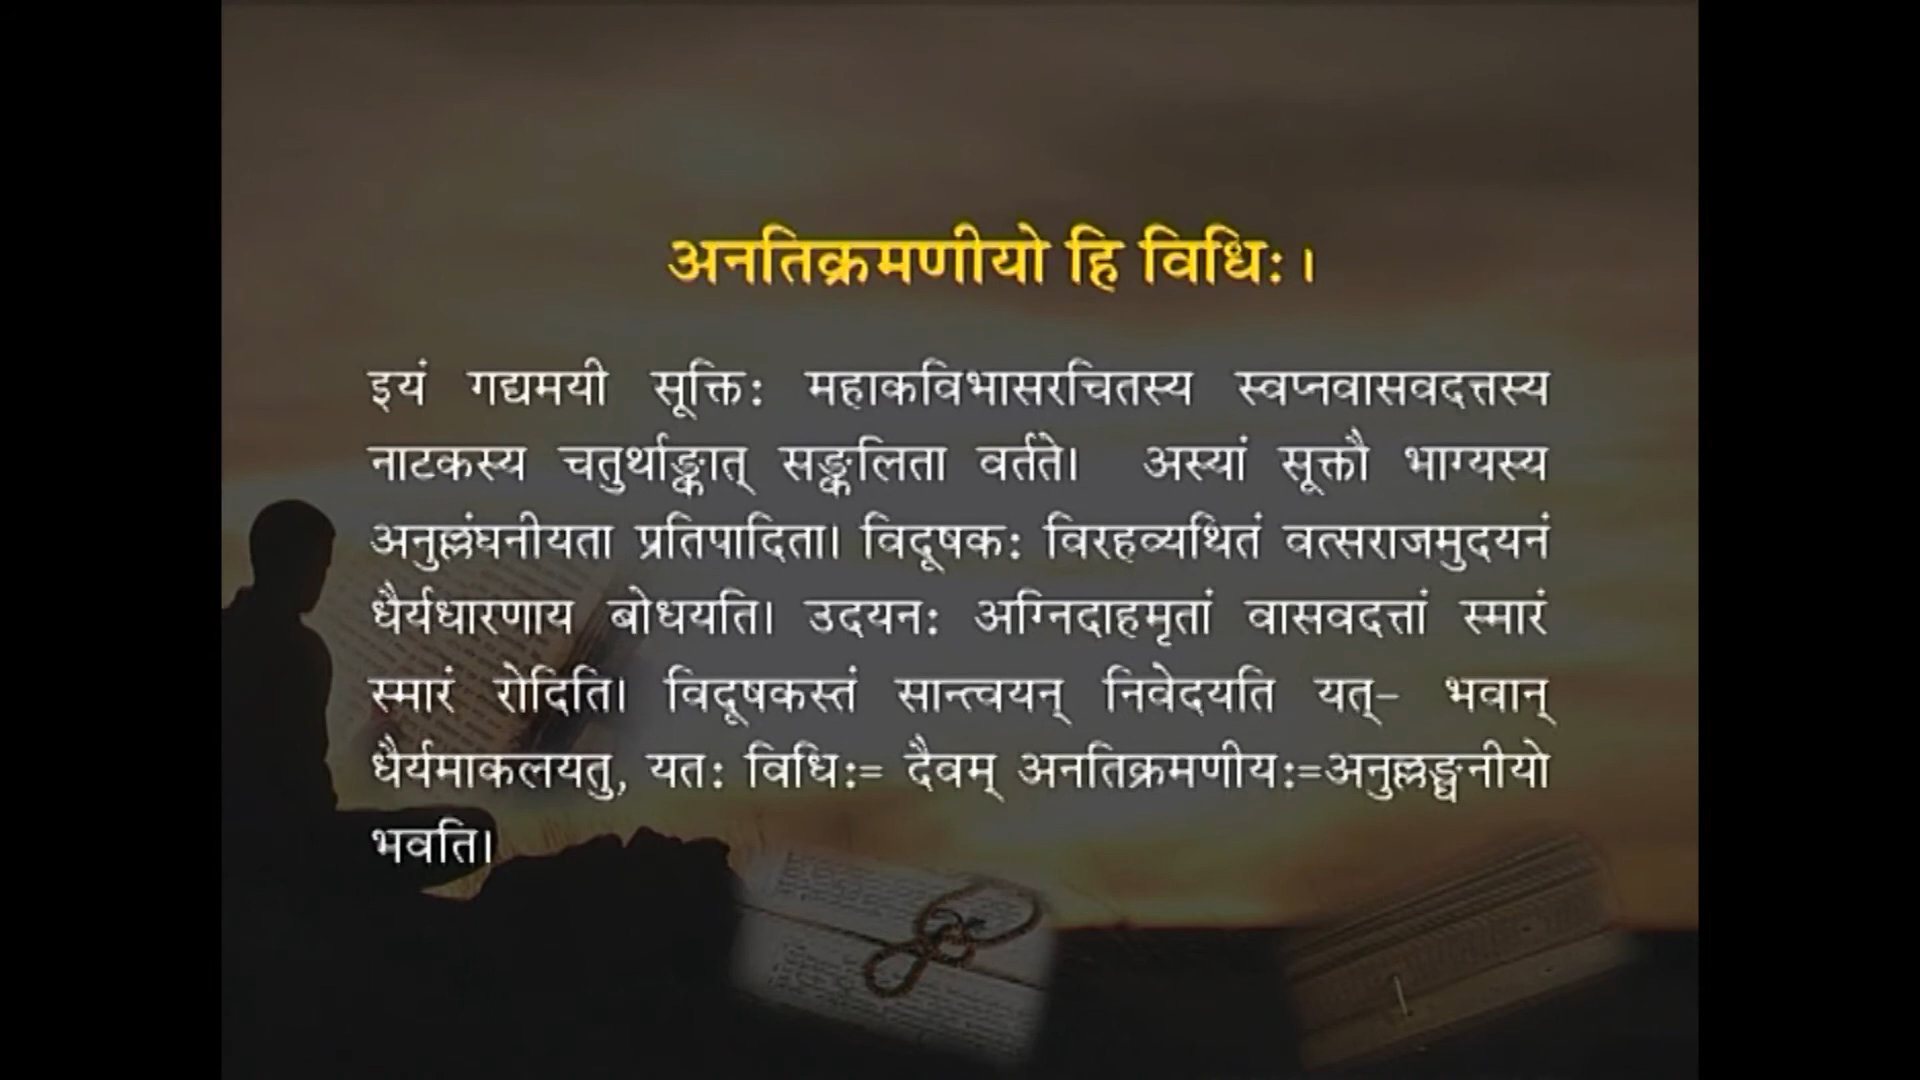 अनतिक्रमणीयो हि विधिः।
इयं गद्यमयी सूक्तिः महाकविभासरचितस्य स्वप्नवासवदत्तस्य
नाटकस्य चतुर्थाङ्कात् सङ्कलिता वर्तते। अस्यां सूक्तौ भाग्यस्य
अनुल्लंघनीयता प्रतिपादिता। विदूषकः विरहव्यथितं वत्सराजमुदयनं
धैर्यधारणाय बोधयति। उदयनः अग्निदाहमृतां वासवदत्तां स्मारं
स्मारं रोदिति। विदूषकस्तं सान्त्वयन् निवेदयति यत्- भवान्
धैर्यमाकलयतु, यतः विधिः= दैवम् अनतिक्रमणीयः=अनुल्लङ्घनीयो
भवति।